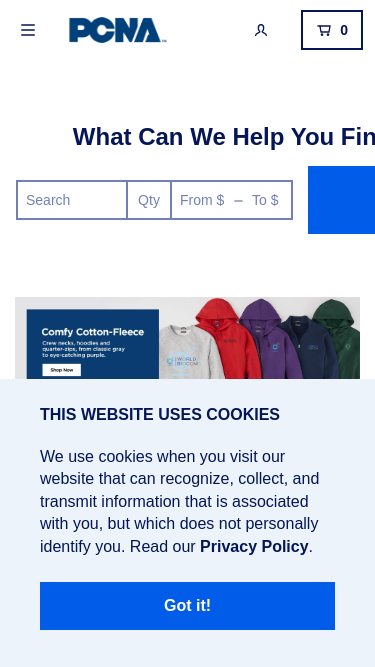 PCNA
0
What Can We Help You Fin
Search
Qty
From $ – To $
Comfy Cotton-Fleece
Crew necks, hoodies and
quarter-zips, from classic gray
to eye-catching purple.
Shop Now
THIS WEBSITE USES COOKIES
We use cookies when you visit our
website that can recognize, collect, and
transmit information that is associated
with you, but which does not personally
identify you. Read our Privacy Policy.
Got it!